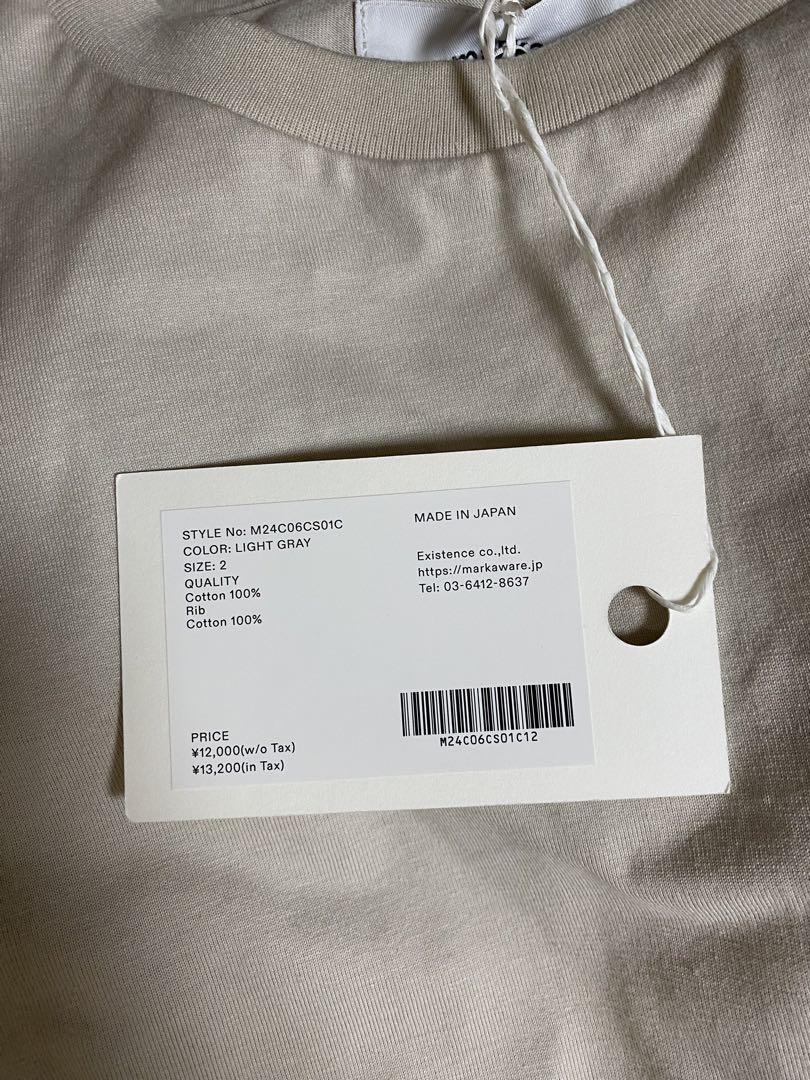 STYLE No: M24C06CS01C
COLOR: LIGHT GRAY
SIZE: 2
QUALITY
Cotton 100%
Rib
Cotton 100%
PRICE
¥12,000(w/o Tax)
¥13,200(in Tax)
MADE IN JAPAN
Existence co.,ltd.
https://markaware.jp
Tel: 03-6412-8637
M24C06CS01C12